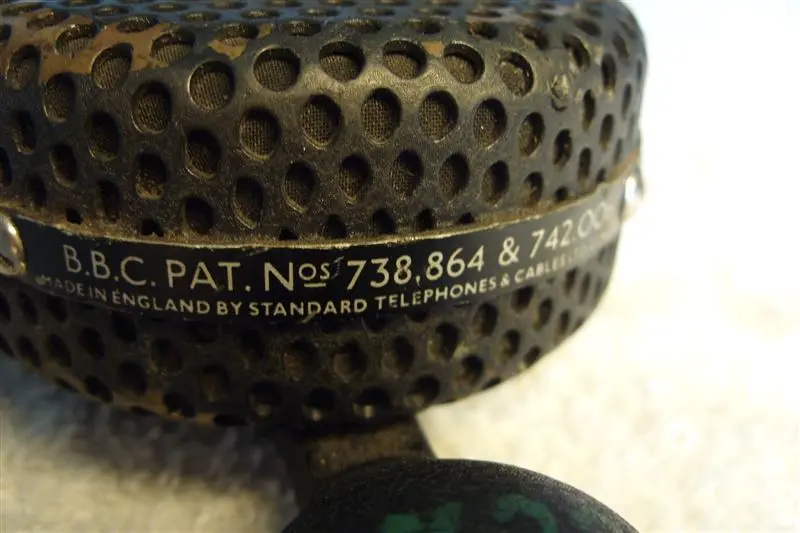 B.B.C. PAT. Nos 738,864 & 742,00
MADE IN ENGLAND BY STANDARD TELEPHONES & CABLES